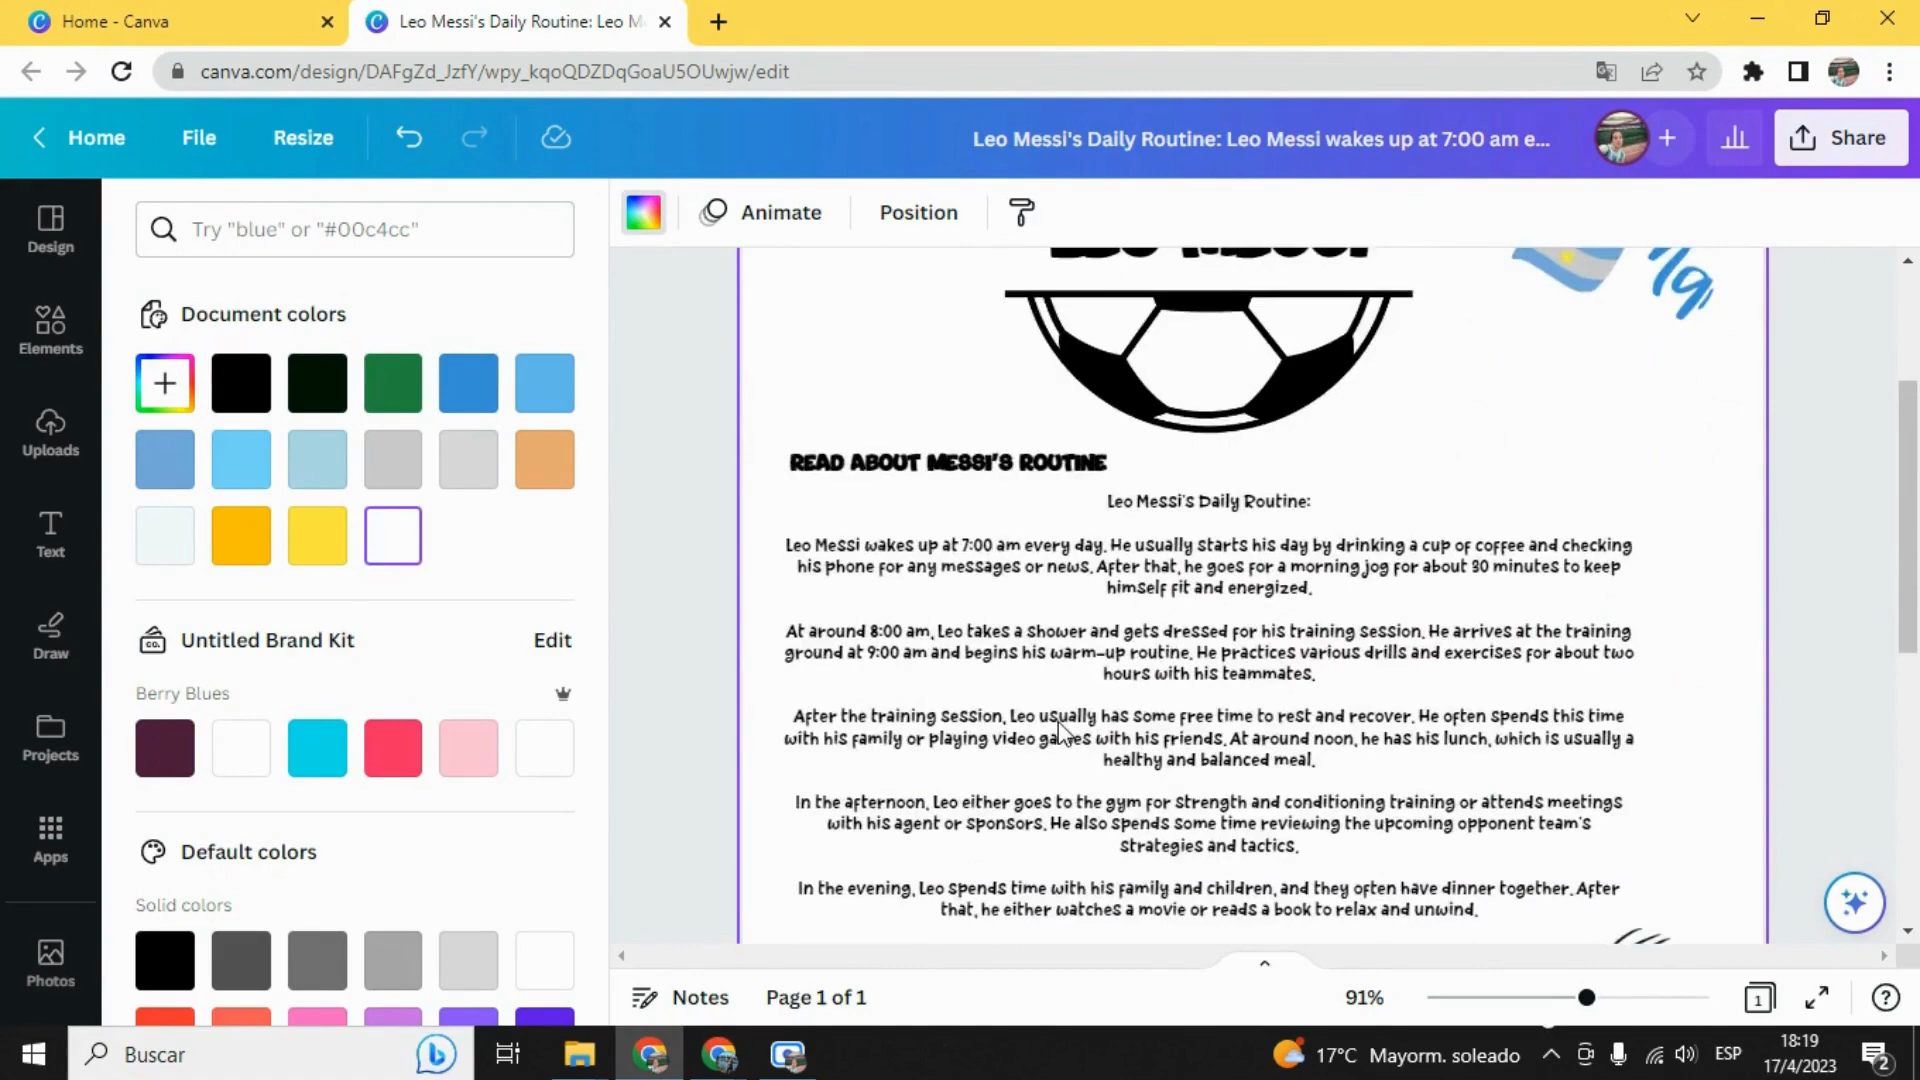 Home - Canva
Leo Messi's Daily Routine: Leo M
canva.com/design/DAFgZd_JzfY/wpy_kqoQDZDqGoaU5OUwjw/edit
Home
File
Resize
Leo Messi's Daily Routine: Leo Messi wakes up at 7:00 am e...
Share
Design
Elements
Uploads
Text
Draw
Projects
Apps
Photos
Try "blue" or "#00c4cc"
Document colors
Untitled Brand Kit
Edit
Berry Blues
Default colors
Solid colors
Animate
Position
LEO MESSI
READ ABOUT MESSI'S ROUTINE
Leo Messi's Daily Routine:
Leo Messi wakes up at 7:00 am every day. He usually starts his day by drinking a cup of coffee and checking
his phone for any messages or news. After that, he goes for a morning jog for about 30 minutes to keep
himself fit and energized.
At around 8:00 am, Leo takes a shower and gets dressed for his training session. He arrives at the training
ground at 9:00 am and begins his warm-up routine. He practices various drills and exercises for about two
hours with his teammates.
After the training session, Leo usually has some free time to rest and recover. He often spends this time
with his family or playing video games with his friends. At around noon, he has his lunch, which is usually a
healthy and balanced meal.
In the afternoon, Leo either goes to the gym for strength and conditioning training or attends meetings
with his agent or sponsors. He also spends some time reviewing the upcoming opponent team's
strategies and tactics.
In the evening, Leo spends time with his family and children, and they often have dinner together. After
that, he either watches a movie or reads a book to relax and unwind.
Notes
Page 1 of 1
91%
1
Buscar
17°C Mayorm. soleado
ESP
18:19
17/4/2023
2